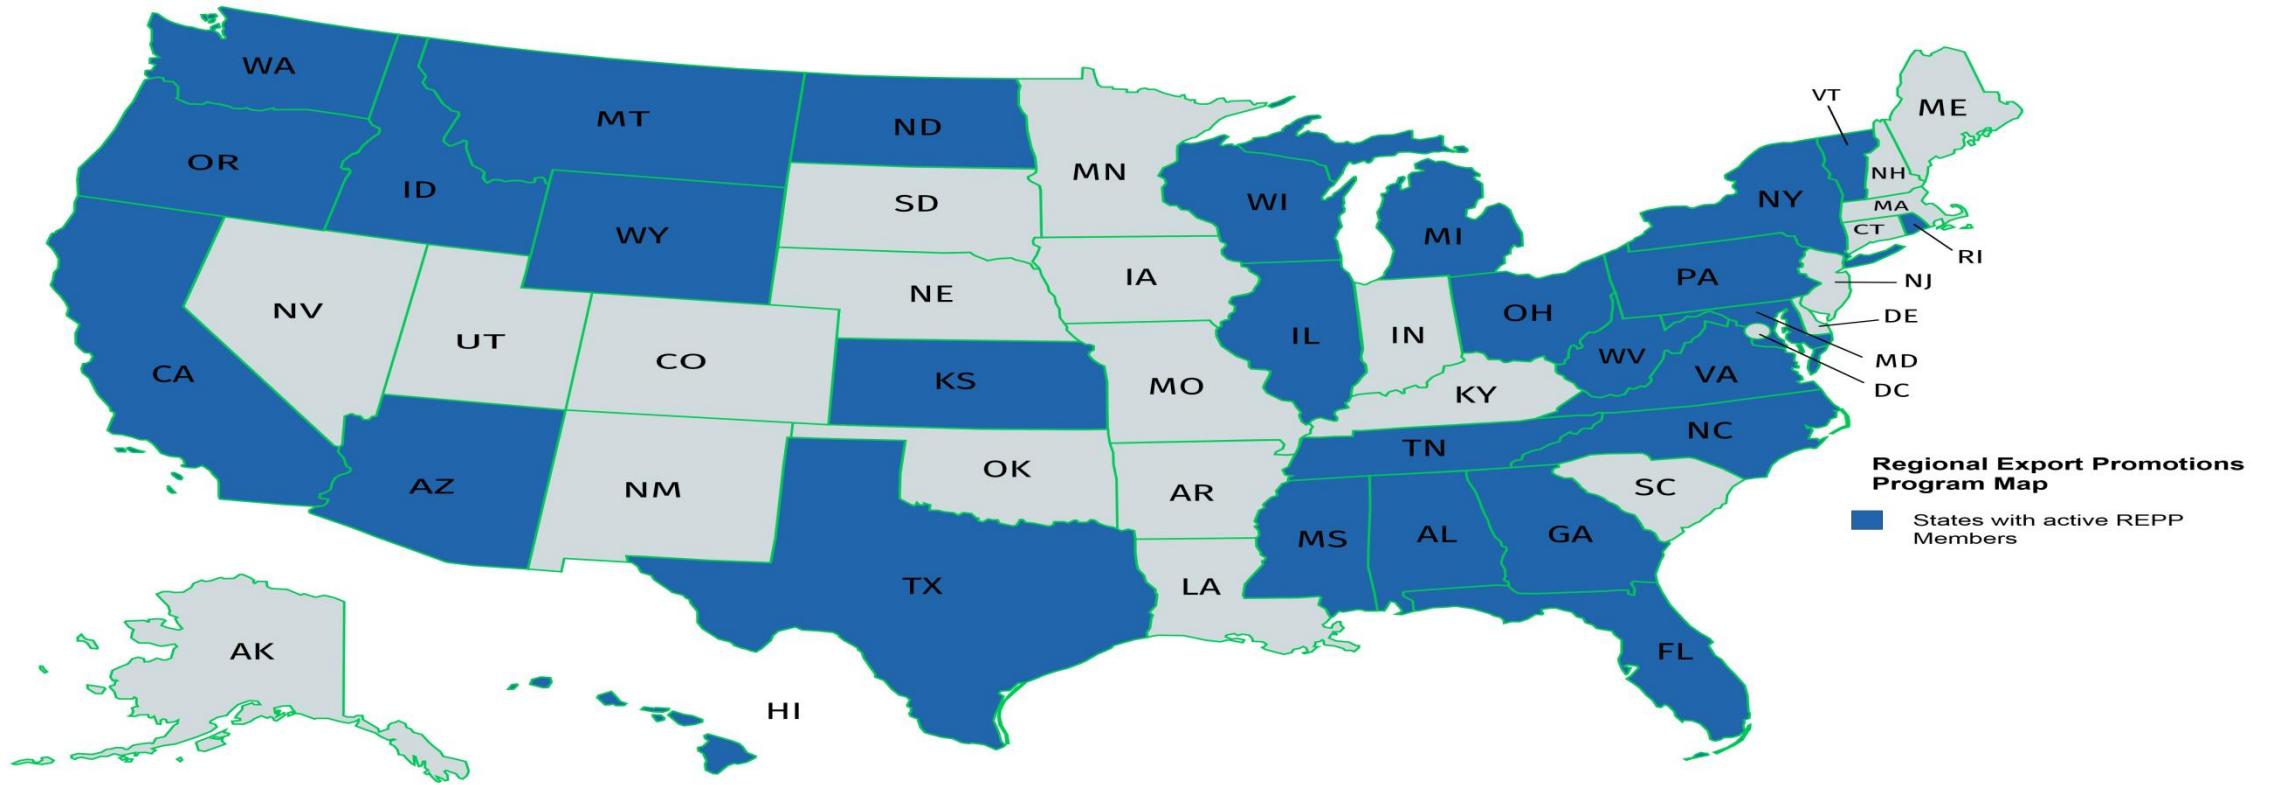 WA
MT
ND
OR
ID
MN
VT
ME
SD
WI
NY
NH
WY
MI
MA
CT
RI
IA
PA
NJ
NE
NV
OH
DE
UT
IL
IN
WV
CO
MD
CA
KS
MO
VA
DC
KY
NC
TN
OK
AZ
NM
AR
SC
Regional Export Promotions
Program Map
States with active REPP
Members
MS
AL
GA
TX
LA
AK
FL
HI